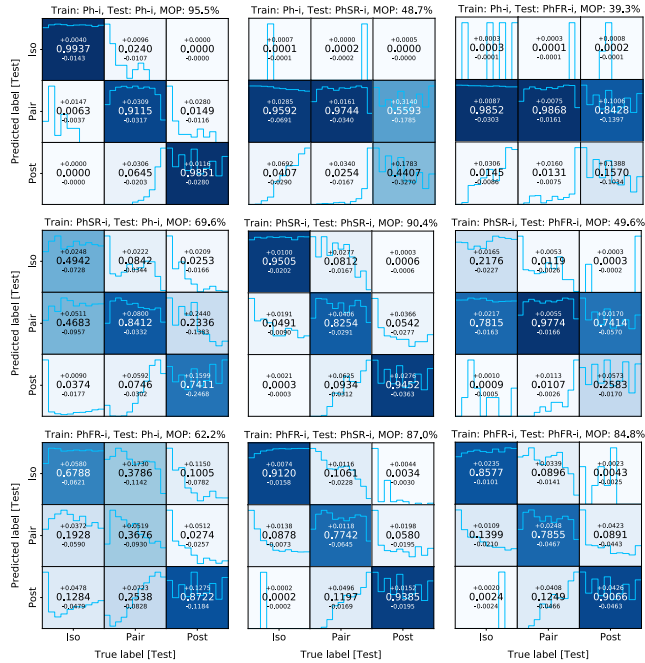 Train: Ph-i, Test: Ph-i, MOP: 95.5%
Train: Ph-i, Test: PhSR-i, MOP: 48.7%
Train: Ph-i, Test: PhFR-i, MOP: 39.3%
Predicted label [Test]
Iso
Pair
Post
+0.0040 +0.0096 +0.0000
0.9937 0.0240 0.0000
-0.0143 -0.0107 -0.0000
+0.0147 +0.0309 +0.0280
0.0063 0.9115 0.0149
-0.0037 -0.0317 -0.0116
+0.0000 +0.0306 +0.0116
0.0000 0.0645 0.9851
-0.0000 -0.0203 -0.0280
+0.0007 +0.0002 +0.0005
0.0001 0.0002 0.0000
-0.0001 -0.0002 -0.0000
+0.0285 +0.0161 +0.3140
0.9592 0.9744 0.5593
-0.0691 -0.0340 -0.1785
+0.0692 +0.0340 +0.1783
0.0407 0.0254 0.4407
-0.0290 -0.0167 -0.3270
+0.0003 +0.0001 +0.0008
0.0003 0.0001 0.0002
-0.0003 -0.0001 -0.0002
+0.0087 +0.0075 +0.1006
0.9852 0.9868 0.8428
-0.0303 -0.0161 -0.1397
+0.0306 +0.0160 +0.1388
0.0145 0.0131 0.1570
-0.0086 -0.0075 -0.1034
Train: PhSR-i, Test: Ph-i, MOP: 69.6%
Train: PhSR-i, Test: PhSR-i, MOP: 90.4%
Train: PhSR-i, Test: PhFR-i, MOP: 49.6%
Predicted label [Test]
Iso
Pair
Post
+0.0248 +0.0222 +0.0209
0.4942 0.0842 0.0253
-0.0728 -0.0344 -0.0166
+0.0511 +0.0800 +0.2440
0.4683 0.8412 0.2336
-0.0957 -0.0332 -0.1383
+0.0090 +0.0592 +0.1599
0.0374 0.0746 0.7411
-0.0177 -0.0302 -0.2468
+0.0100 +0.0277 +0.0003
0.9505 0.0812 0.0006
-0.0202 -0.0167 -0.0006
+0.0191 +0.0406 +0.0366
0.0491 0.8254 0.0542
-0.0090 -0.0291 -0.0277
+0.0021 +0.0625 +0.0276
0.0003 0.0934 0.9452
-0.0003 -0.0312 -0.0363
+0.0165 +0.0053 +0.0003
0.2176 0.0119 0.0003
-0.0227 -0.0026 -0.0002
+0.0217 +0.0055 +0.0170
0.7815 0.9774 0.7414
-0.0163 -0.0166 -0.0570
+0.0010 +0.0113 +0.0573
0.0009 0.0107 0.2583
-0.0005 -0.0026 -0.0170
Train: PhFR-i, Test: Ph-i, MOP: 62.2%
Train: PhFR-i, Test: PhSR-i, MOP: 87.0%
Train: PhFR-i, Test: PhFR-i, MOP: 84.8%
Predicted label [Test]
Iso
Pair
Post
+0.0580 +0.1730 +0.1150
0.6788 0.3786 0.1005
-0.0621 -0.1142 -0.0782
+0.0372 +0.0519 +0.0512
0.1928 0.3676 0.0274
-0.0590 -0.0930 -0.0257
+0.0478 +0.0723 +0.1275
0.1284 0.2538 0.8722
-0.0479 -0.0828 -0.1184
+0.0074 +0.0116 +0.0044
0.9120 0.1061 0.0034
-0.0158 -0.0228 -0.0030
+0.0138 +0.0118 +0.0198
0.0878 0.7742 0.0580
-0.0073 -0.0645 -0.0195
+0.0002 +0.0496 +0.0152
0.0002 0.1197 0.9385
-0.0002 -0.0169 -0.0195
+0.0235 +0.0339 +0.0023
0.8577 0.0896 0.0043
-0.0101 -0.0141 -0.0025
+0.0109 +0.0247 +0.0423
0.1399 0.7855 0.0891
-0.0210 -0.0467 -0.0443
+0.0020 +0.0408 +0.0426
0.0024 0.1249 0.9066
-0.0024 -0.0466 -0.0463
Iso Pair Post
Iso Pair Post
Iso Pair Post
True label [Test]
True label [Test]
True label [Test]